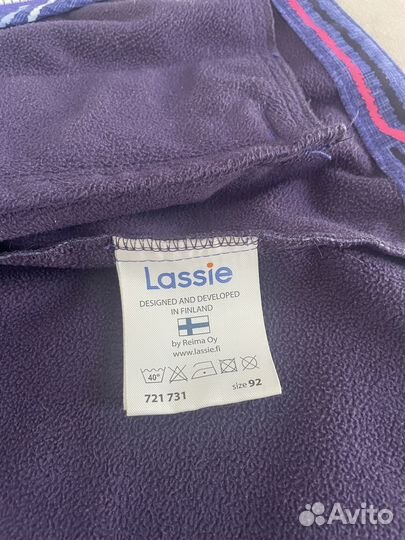 Lassie
DESIGNED AND DEVELOPED
IN FINLAND
by Reima Oy
www.lassie.fi
40°
721 731 size 92
Avito